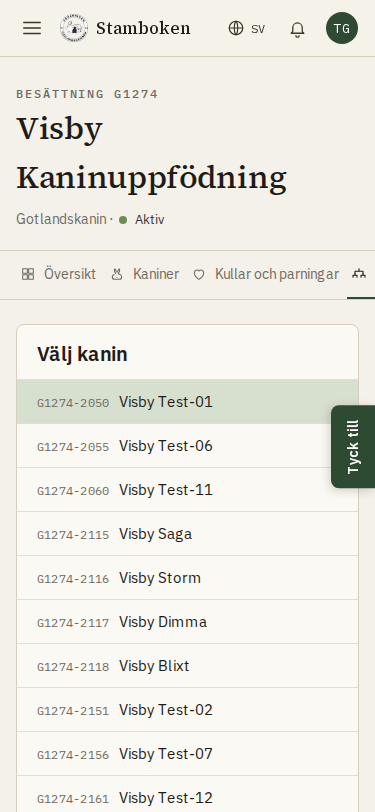 Stamboken
SV
TG
BESÄTTNING G1274
Visby
Kaninuppfödning
Gotlandskanin · Aktiv
Översikt Kaniner Kullar och parningar
Välj kanin
G1274-2050 Visby Test-01
G1274-2055 Visby Test-06
Tyck till
G1274-2060 Visby Test-11
G1274-2115 Visby Saga
G1274-2116 Visby Storm
G1274-2117 Visby Dimma
G1274-2118 Visby Blixt
G1274-2151 Visby Test-02
G1274-2156 Visby Test-07
G1274-2161 Visby Test-12